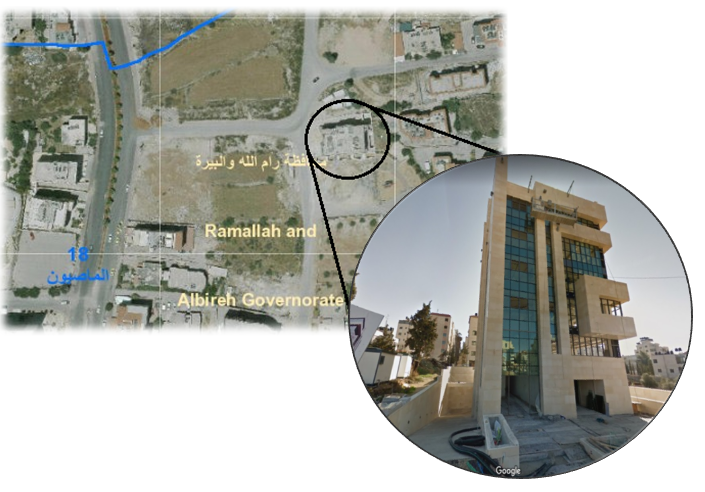 محافظة رام الله والبيرة
Ramallah and
18
الماصيون
Albireh Governorate
Google